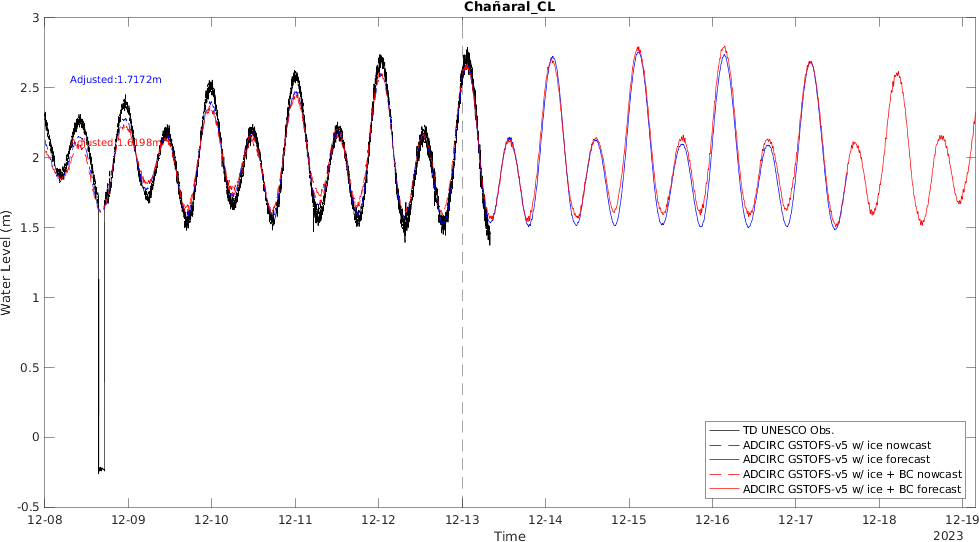 Chañaral_CL
3
2.5
2
1.5
1
0.5
0
-0.5
Water Level (m)
Adjusted:1.7172m
Adjusted:1.6198m
TD UNESCO Obs.
ADCIRC GSTOFS-v5 w/ ice nowcast
ADCIRC GSTOFS-v5 w/ ice forecast
ADCIRC GSTOFS-v5 w/ ice + BC nowcast
ADCIRC GSTOFS-v5 w/ ice + BC forecast
12-08 12-09 12-10 12-11 12-12 12-13 12-14 12-15 12-16 12-17 12-18 12-19
Time
2023